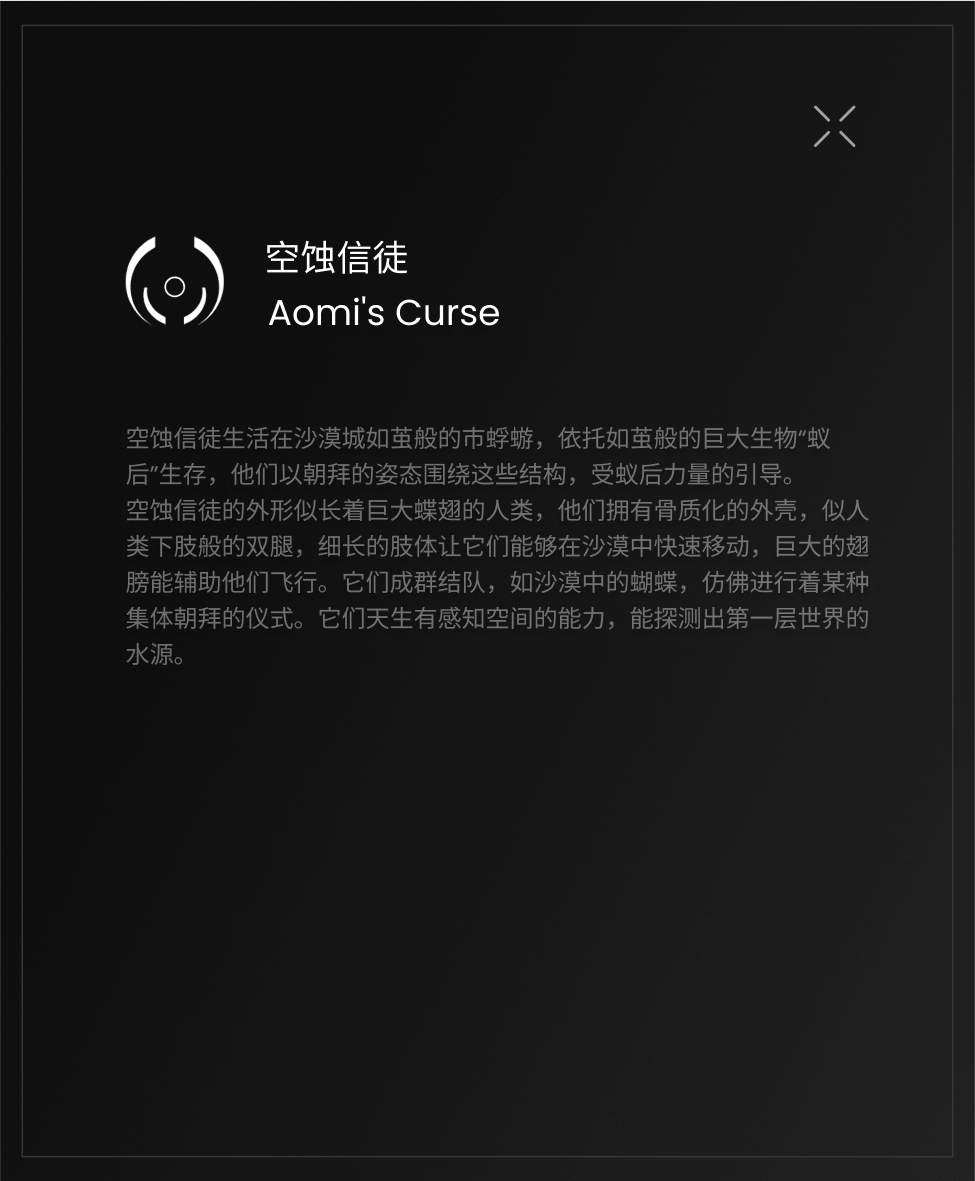 空蚀信徒
Aomi's Curse
空蚀信徒生活在沙漠城如茧般的市蜉蝣，依托如茧般的巨大生物“蚁
后”生存，他们以朝拜的姿态围绕这些结构，受蚁后力量的引导。
空蚀信徒的外形似长着巨大蝶翅的人类，他们拥有骨质化的外壳，似人
类下肢般的双腿，细长的肢体让它们能够在沙漠中快速移动，巨大的翅
膀能辅助他们飞行。它们成群结队，如沙漠中的蝴蝶，仿佛进行着某种
集体朝拜的仪式。它们天生有感知空间的能力，能探测出第一层世界的
水源。